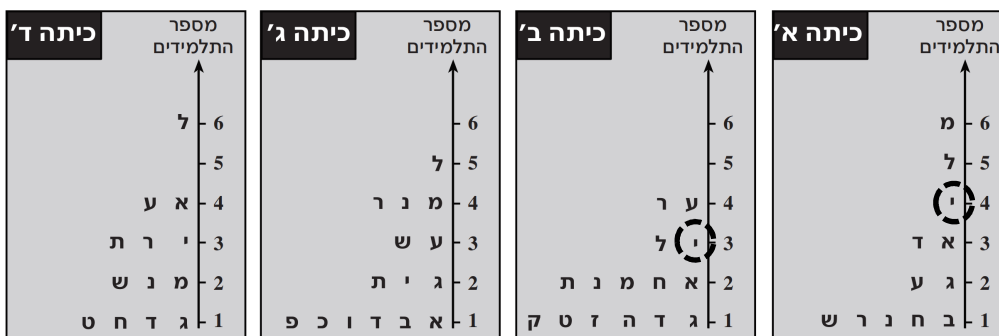 כיתה א'
מספר
התלמידים
6 מ
5 ל
4 י
3 א ד
2 ג ע
1 ב ח נ ר ש
כיתה ב'
מספר
התלמידים
6
5
4 ע ר
3 י ל
2 א ח מ נ ת
1 ג ד ה ז ט ק
כיתה ג'
מספר
התלמידים
6
5 ל
4 מ נ ר
3 ע ש
2 ג י ת
1 א ב ד ו כ פ
כיתה ד'
מספר
התלמידים
6 ל
5
4 א ע
3 י ר ת
2 מ נ ש
1 ג ד ח ט